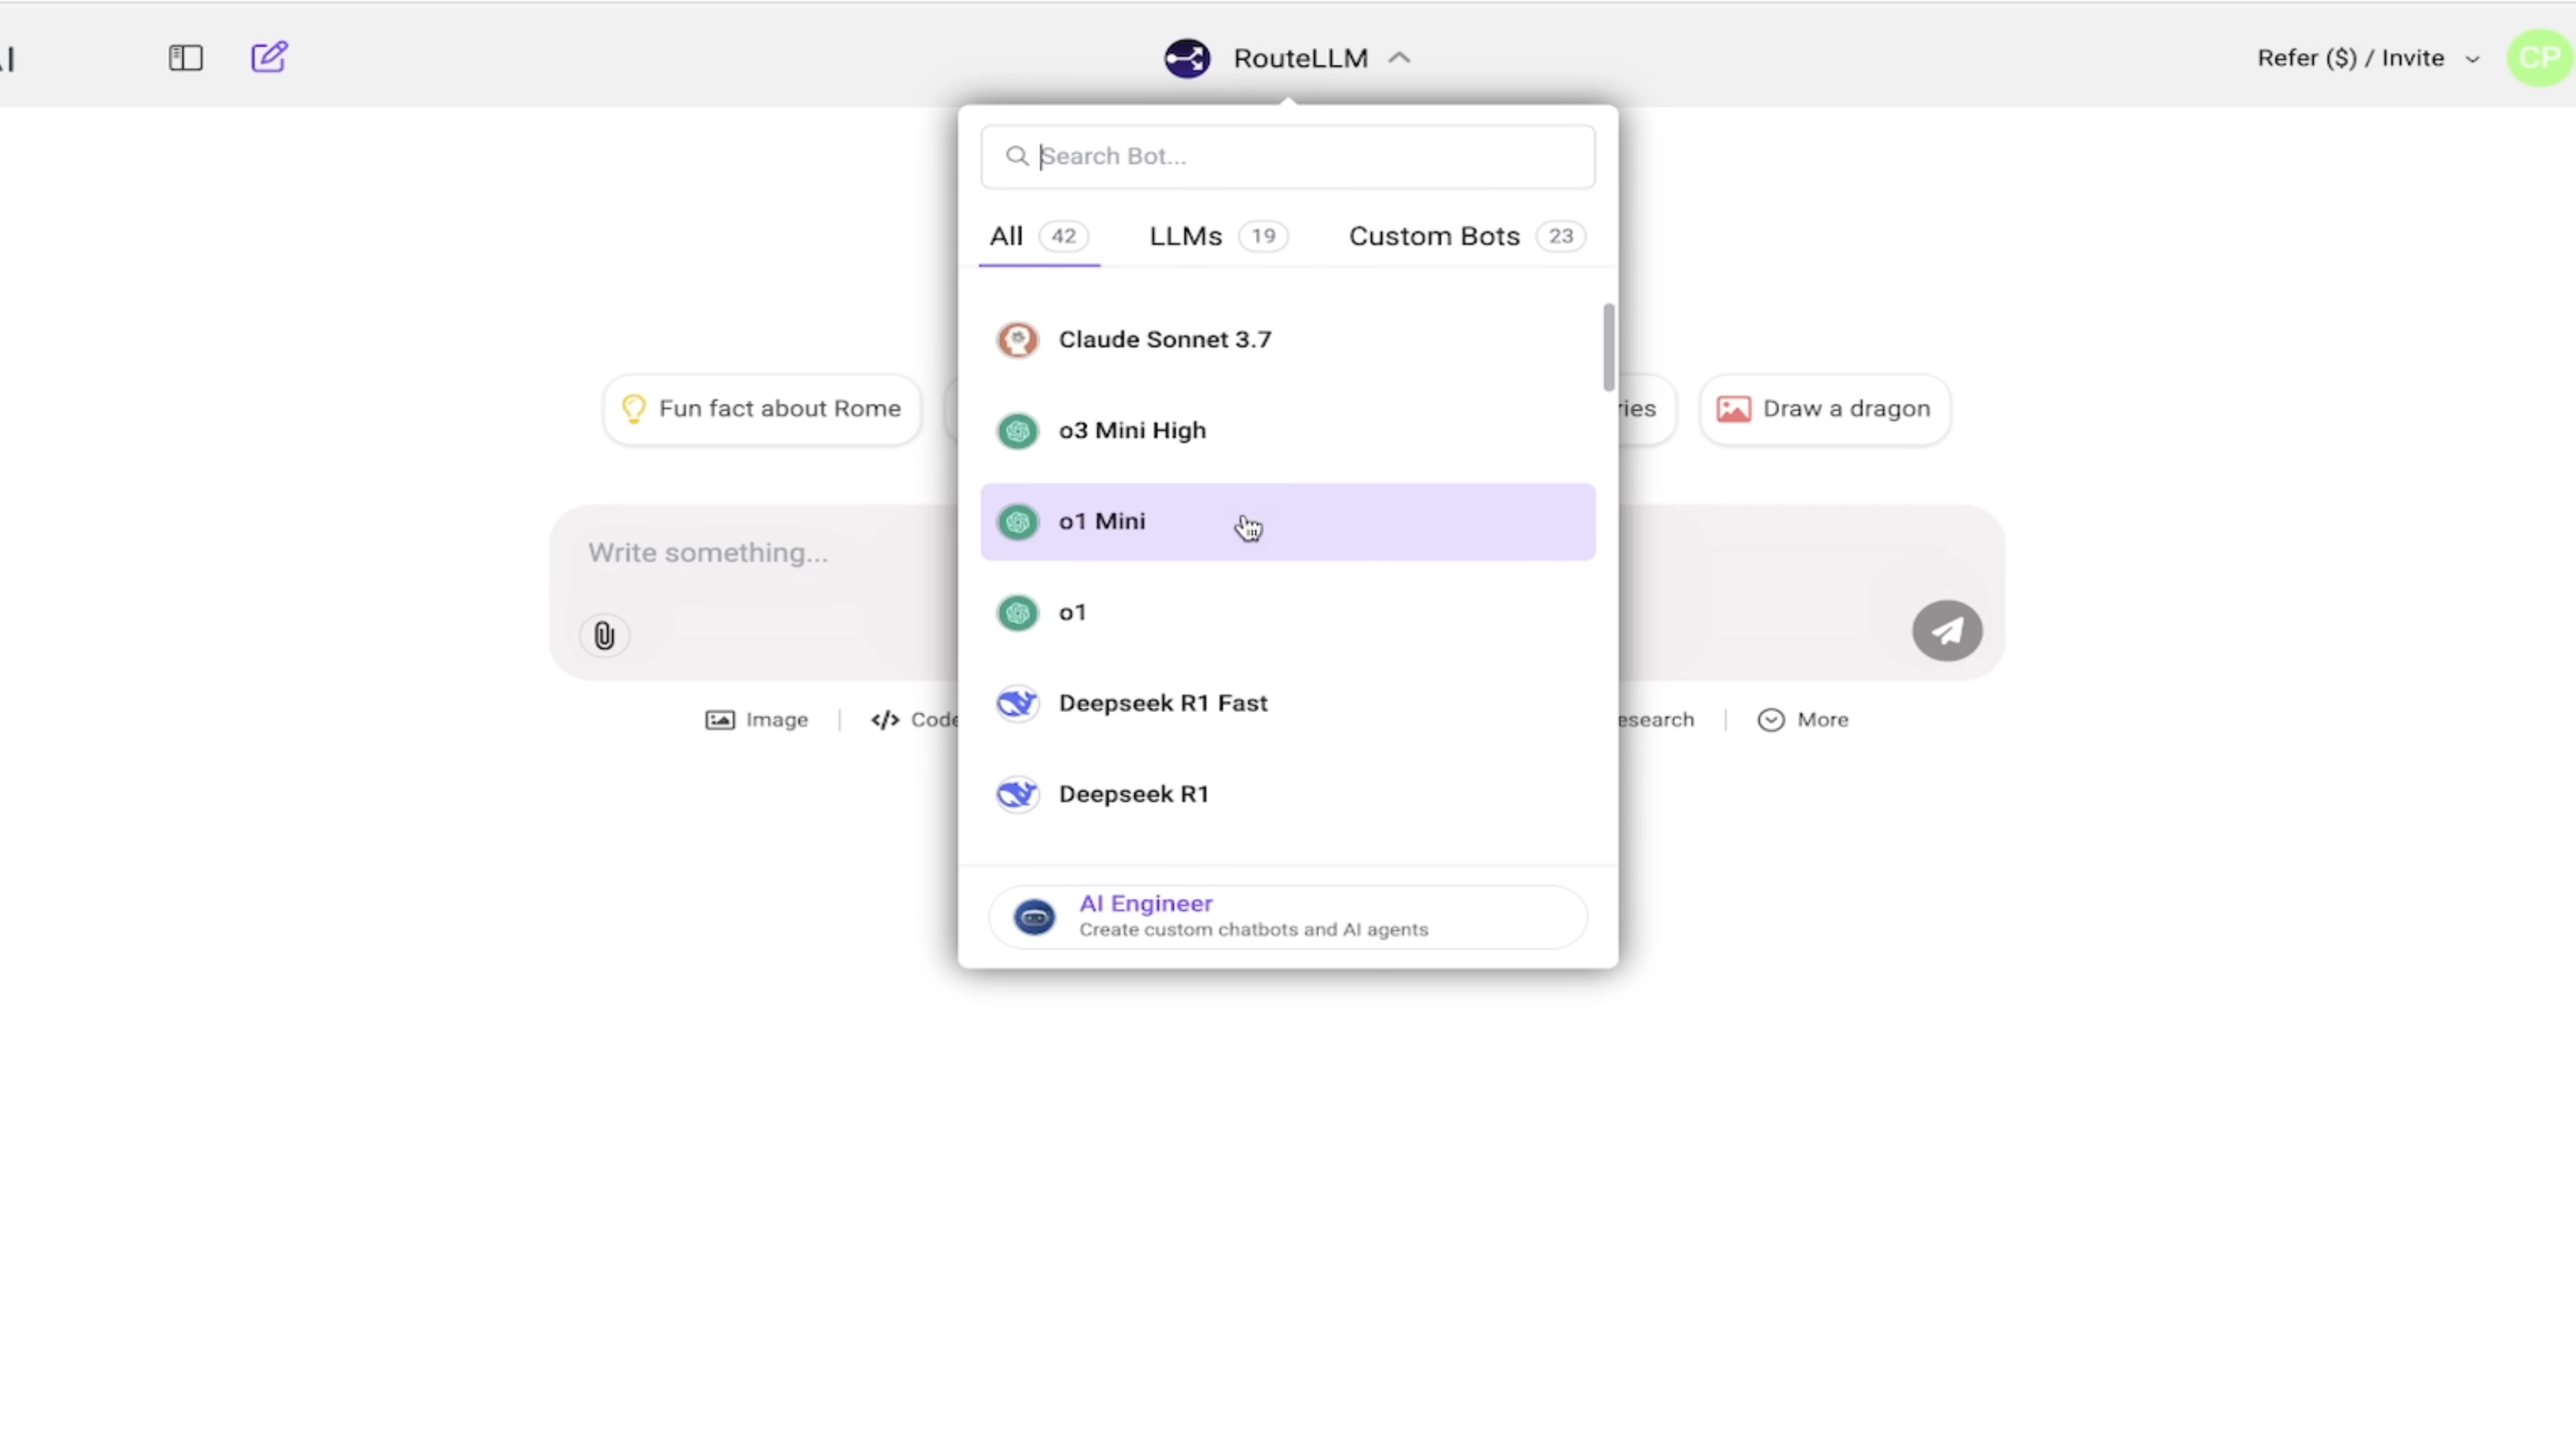 RouteLLM
Refer ($) / Invite
CP
Search Bot...
All 42
LLMs 19
Custom Bots 23
Claude Sonnet 3.7
o3 Mini High
o1 Mini
o1
Deepseek R1 Fast
Deepseek R1
AI Engineer
Create custom chatbots and AI agents
Fun fact about Rome
Draw a dragon
Write something...
Image
Code
More